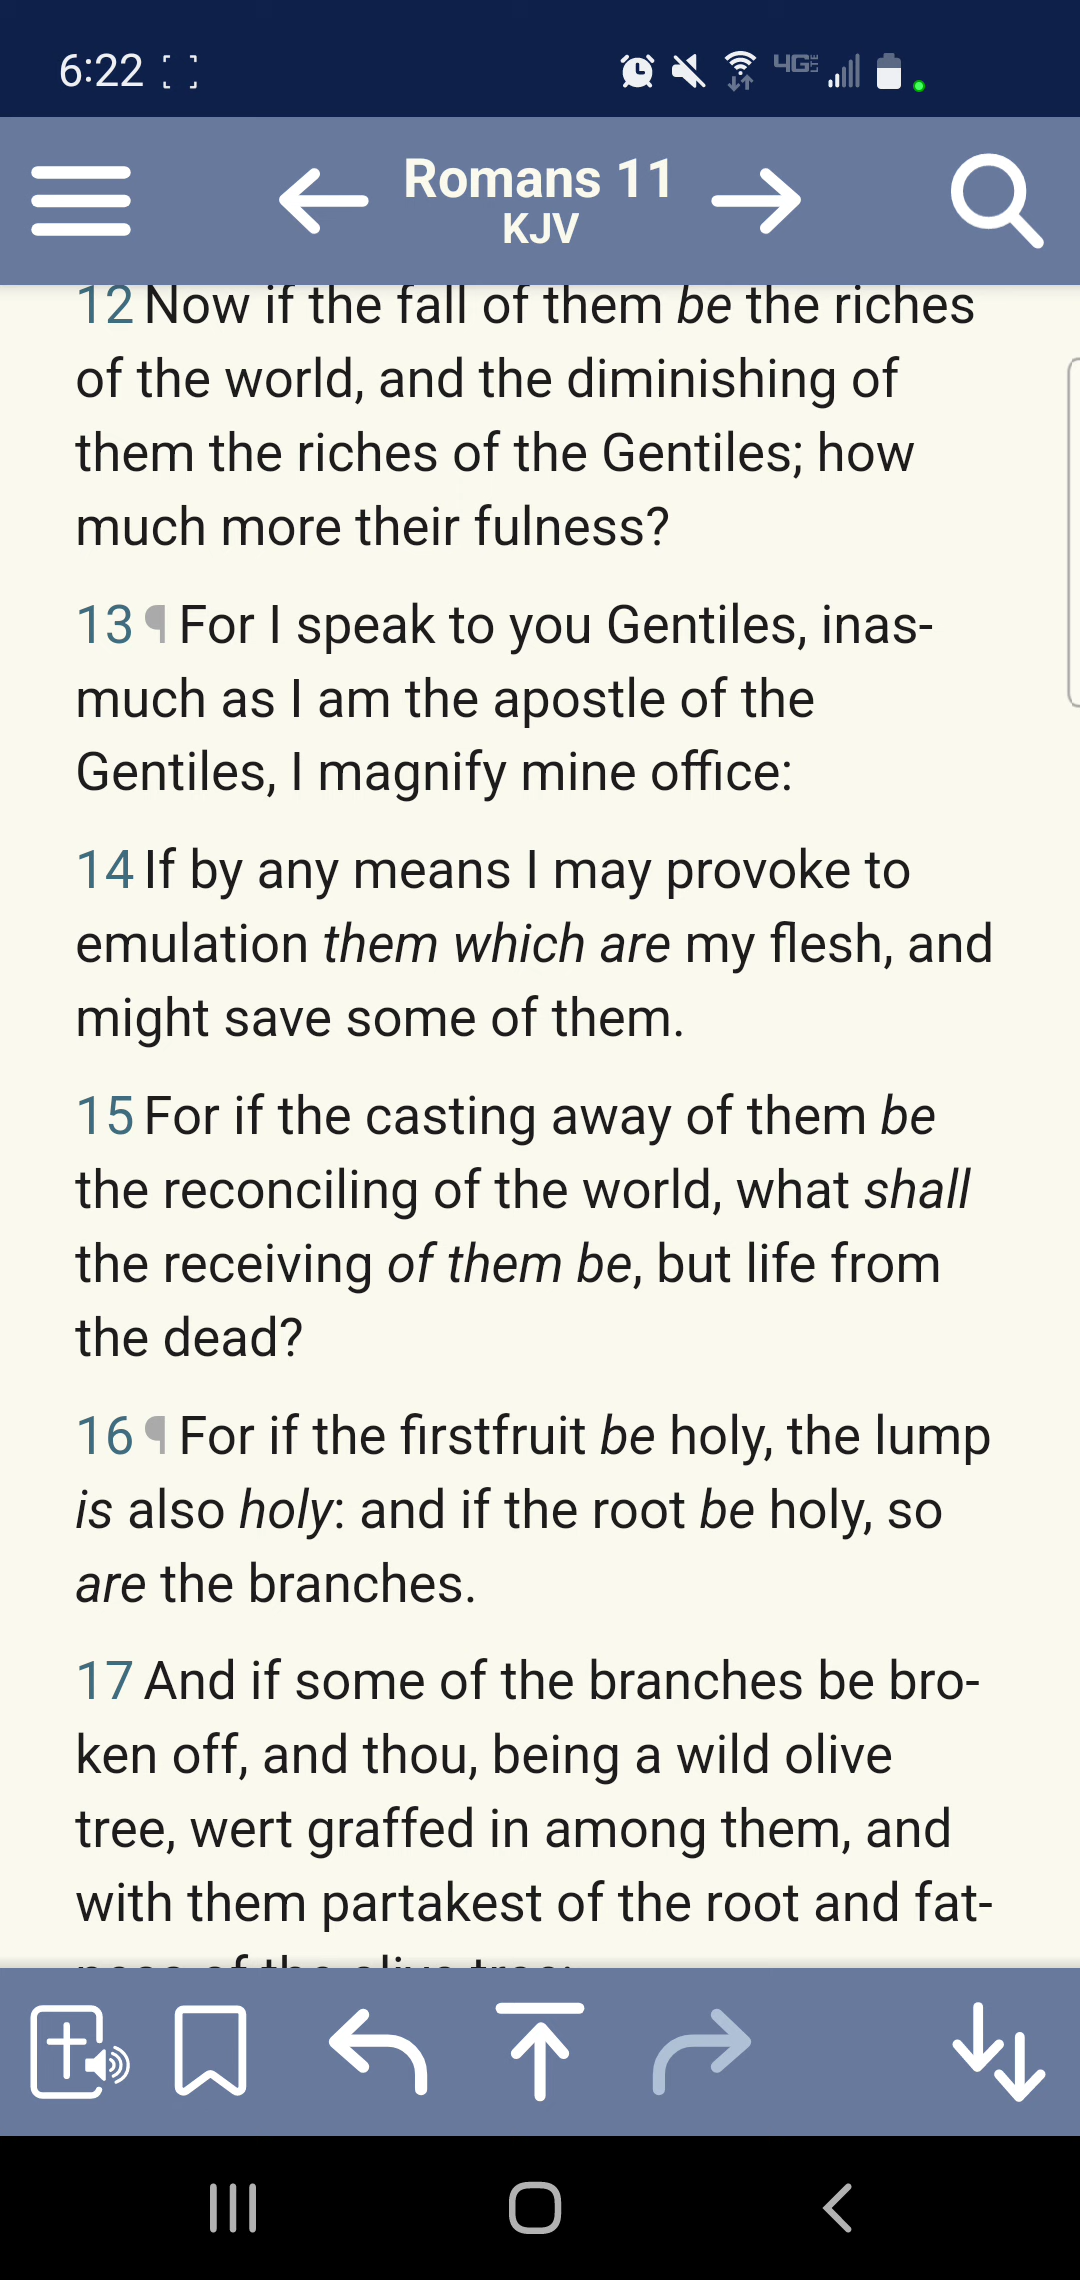 6:22
4G LTE
Romans 11
KJV
12 Now if the fall of them be the riches
of the world, and the diminishing of
them the riches of the Gentiles; how
much more their fulness?
13 ¶ For I speak to you Gentiles, inas-
much as I am the apostle of the
Gentiles, I magnify mine office:
14 If by any means I may provoke to
emulation them which are my flesh, and
might save some of them.
15 For if the casting away of them be
the reconciling of the world, what shall
the receiving of them be, but life from
the dead?
16 ¶ For if the firstfruit be holy, the lump
is also holy: and if the root be holy, so
are the branches.
17 And if some of the branches be bro-
ken off, and thou, being a wild olive
tree, wert graffed in among them, and
with them partakest of the root and fat-
ness of the olive tree;